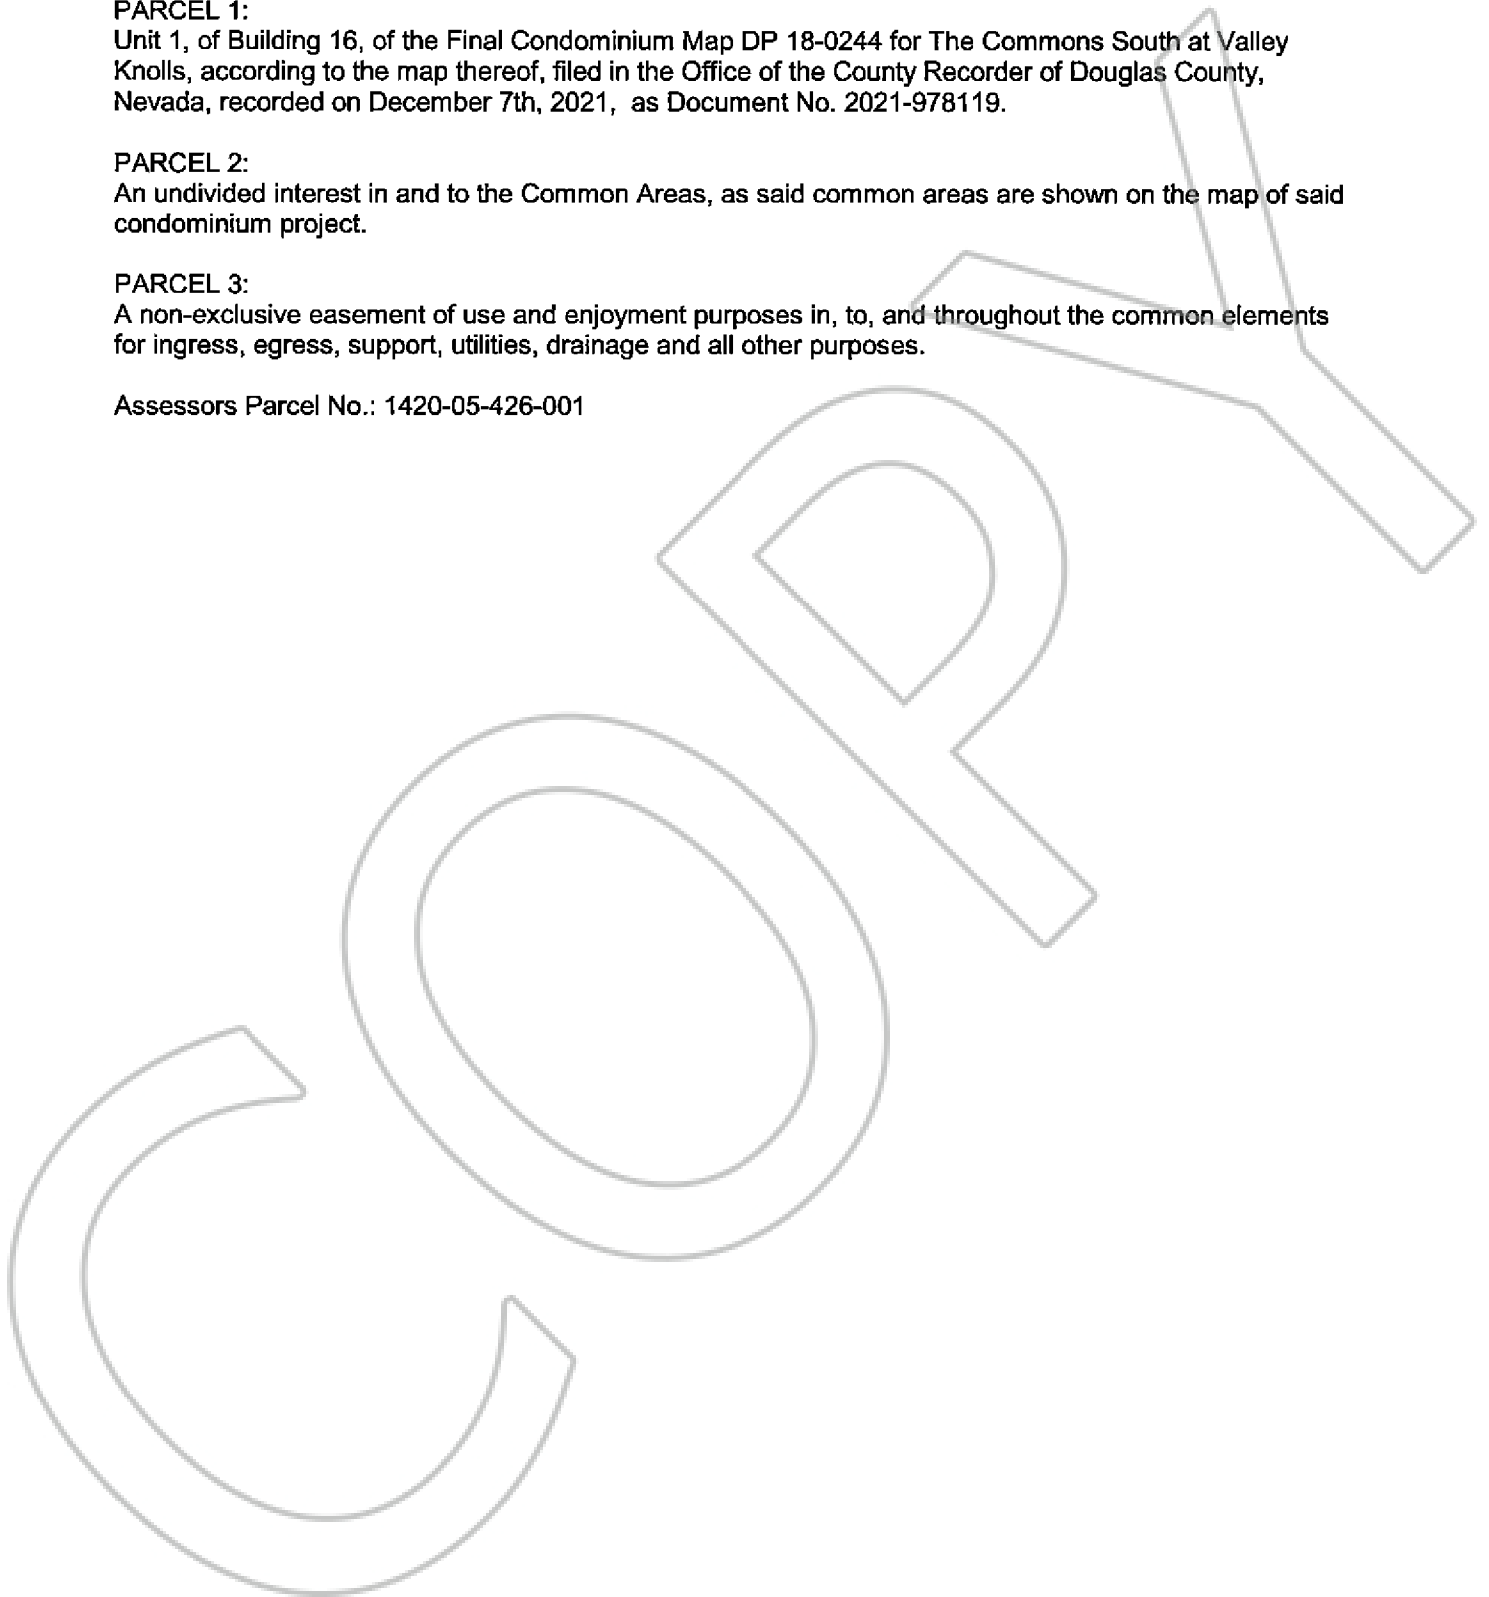 PARCEL 1:
Unit 1, of Building 16, of the Final Condominium Map DP 18-0244 for The Commons South at Valley
Knolls, according to the map thereof, filed in the Office of the County Recorder of Douglas County,
Nevada, recorded on December 7th, 2021, as Document No. 2021-978119.
PARCEL 2:
An undivided interest in and to the Common Areas, as said common areas are shown on the map of said
condominium project.
PARCEL 3:
A non-exclusive easement of use and enjoyment purposes in, to, and throughout the common elements
for ingress, egress, support, utilities, drainage and all other purposes.
Assessors Parcel No.: 1420-05-426-001
COPY